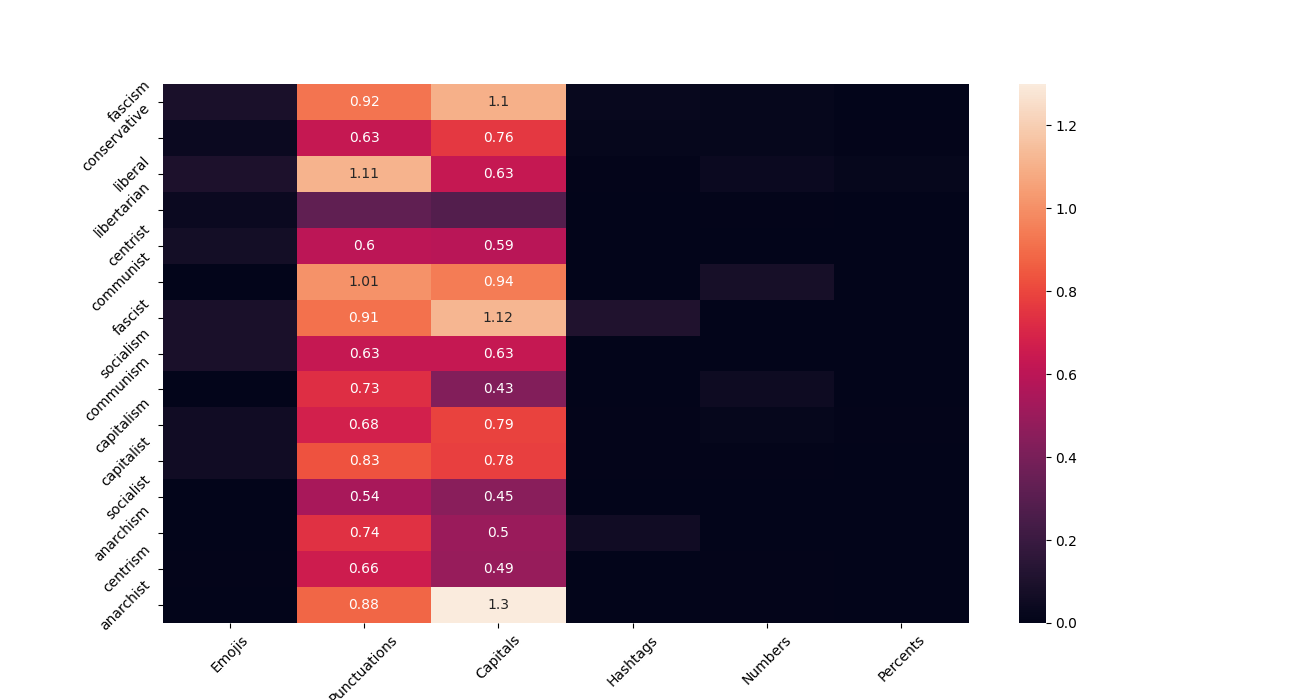 fascism 0.92 1.1
conservative 0.63 0.76
liberal 1.11 0.63
libertarian
centrist 0.6 0.59
communist 1.01 0.94
fascist 0.91 1.12
socialism 0.63 0.63
communism 0.73 0.43
capitalism 0.68 0.79
capitalist 0.83 0.78
socialist 0.54 0.45
anarchism 0.74 0.5
centrism 0.66 0.49
anarchist 0.88 1.3
Emojis Punctuations Capitals Hashtags Numbers Percents
1.2
1.0
0.8
0.6
0.4
0.2
0.0